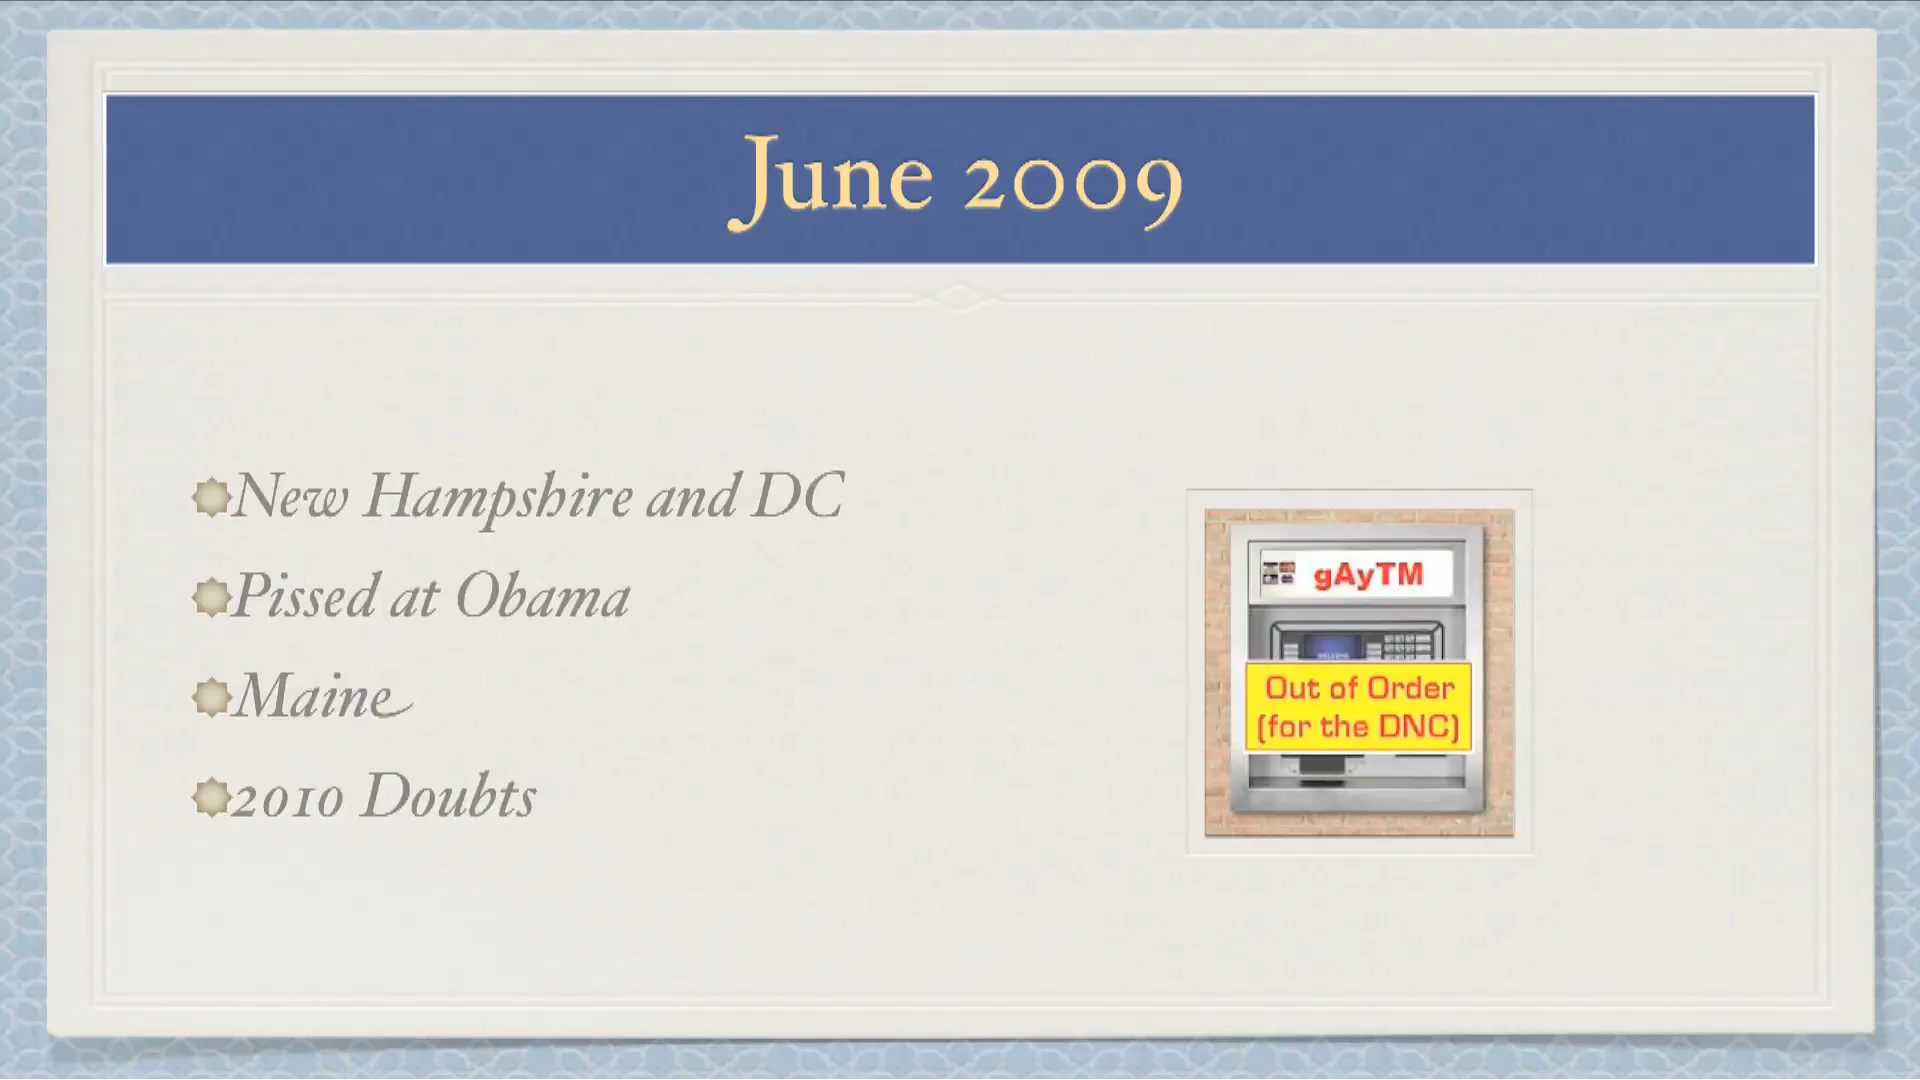 June 2009
New Hampshire and DC
Pissed at Obama
Maine
2010 Doubts
gAyTM
Out of Order
(for the DNC)